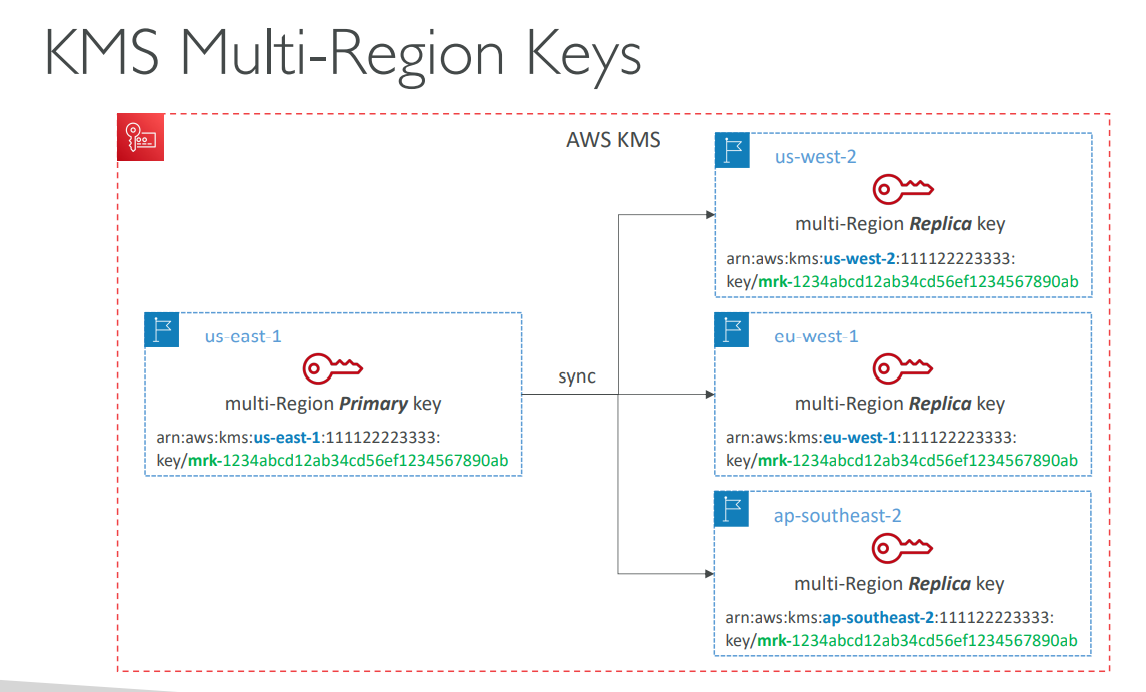 KMS Multi-Region Keys
AWS KMS
us-west-2
multi-Region Replica key
arn:aws:kms:us-west-2:111122223333:
key/mrk-1234abcd12ab34cd56ef1234567890ab
us-east-1
multi-Region Primary key
arn:aws:kms:us-east-1:111122223333:
key/mrk-1234abcd12ab34cd56ef1234567890ab
sync
eu-west-1
multi-Region Replica key
arn:aws:kms:eu-west-1:111122223333:
key/mrk-1234abcd12ab34cd56ef1234567890ab
ap-southeast-2
multi-Region Replica key
arn:aws:kms:ap-southeast-2:111122223333:
key/mrk-1234abcd12ab34cd56ef1234567890ab